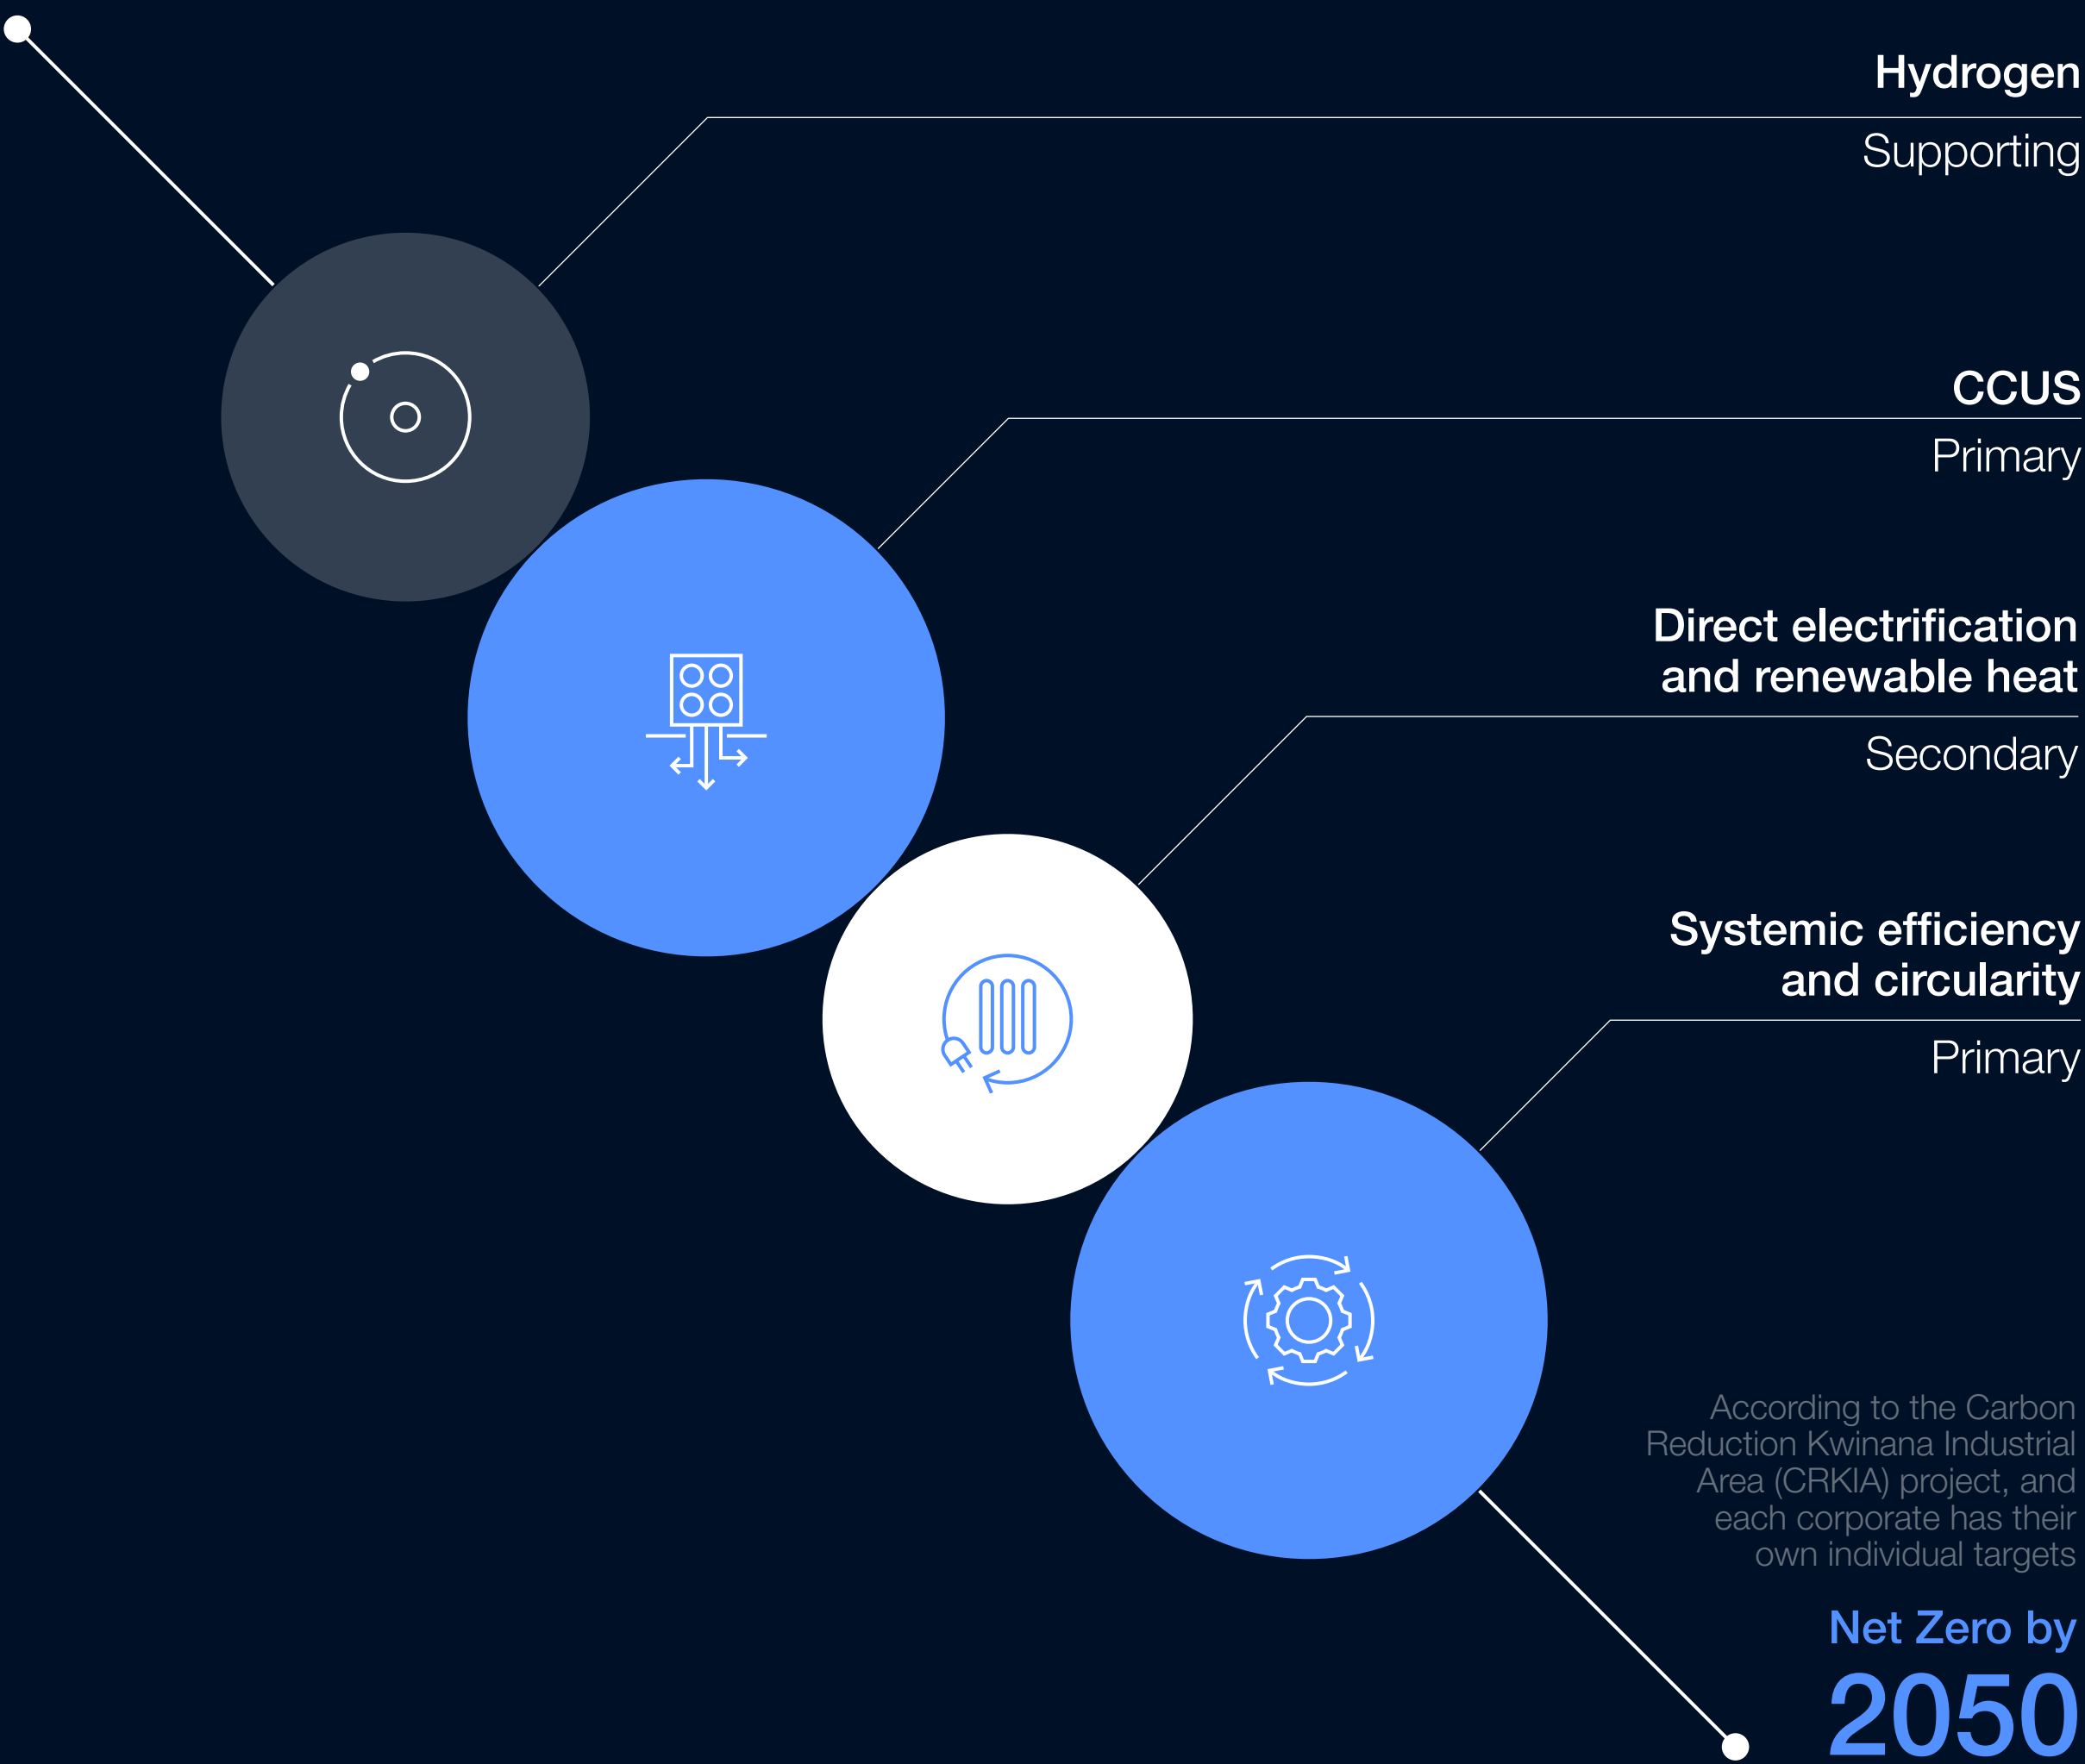 Hydrogen
Supporting
CCUS
Primary
Direct electrification
and renewable heat
Secondary
Systemic efficiency
and circularity
Primary
According to the Carbon
Reduction Kwinana Industrial
Area (CRKIA) project, and
each corporate has their
own individual targets
Net Zero by
2050